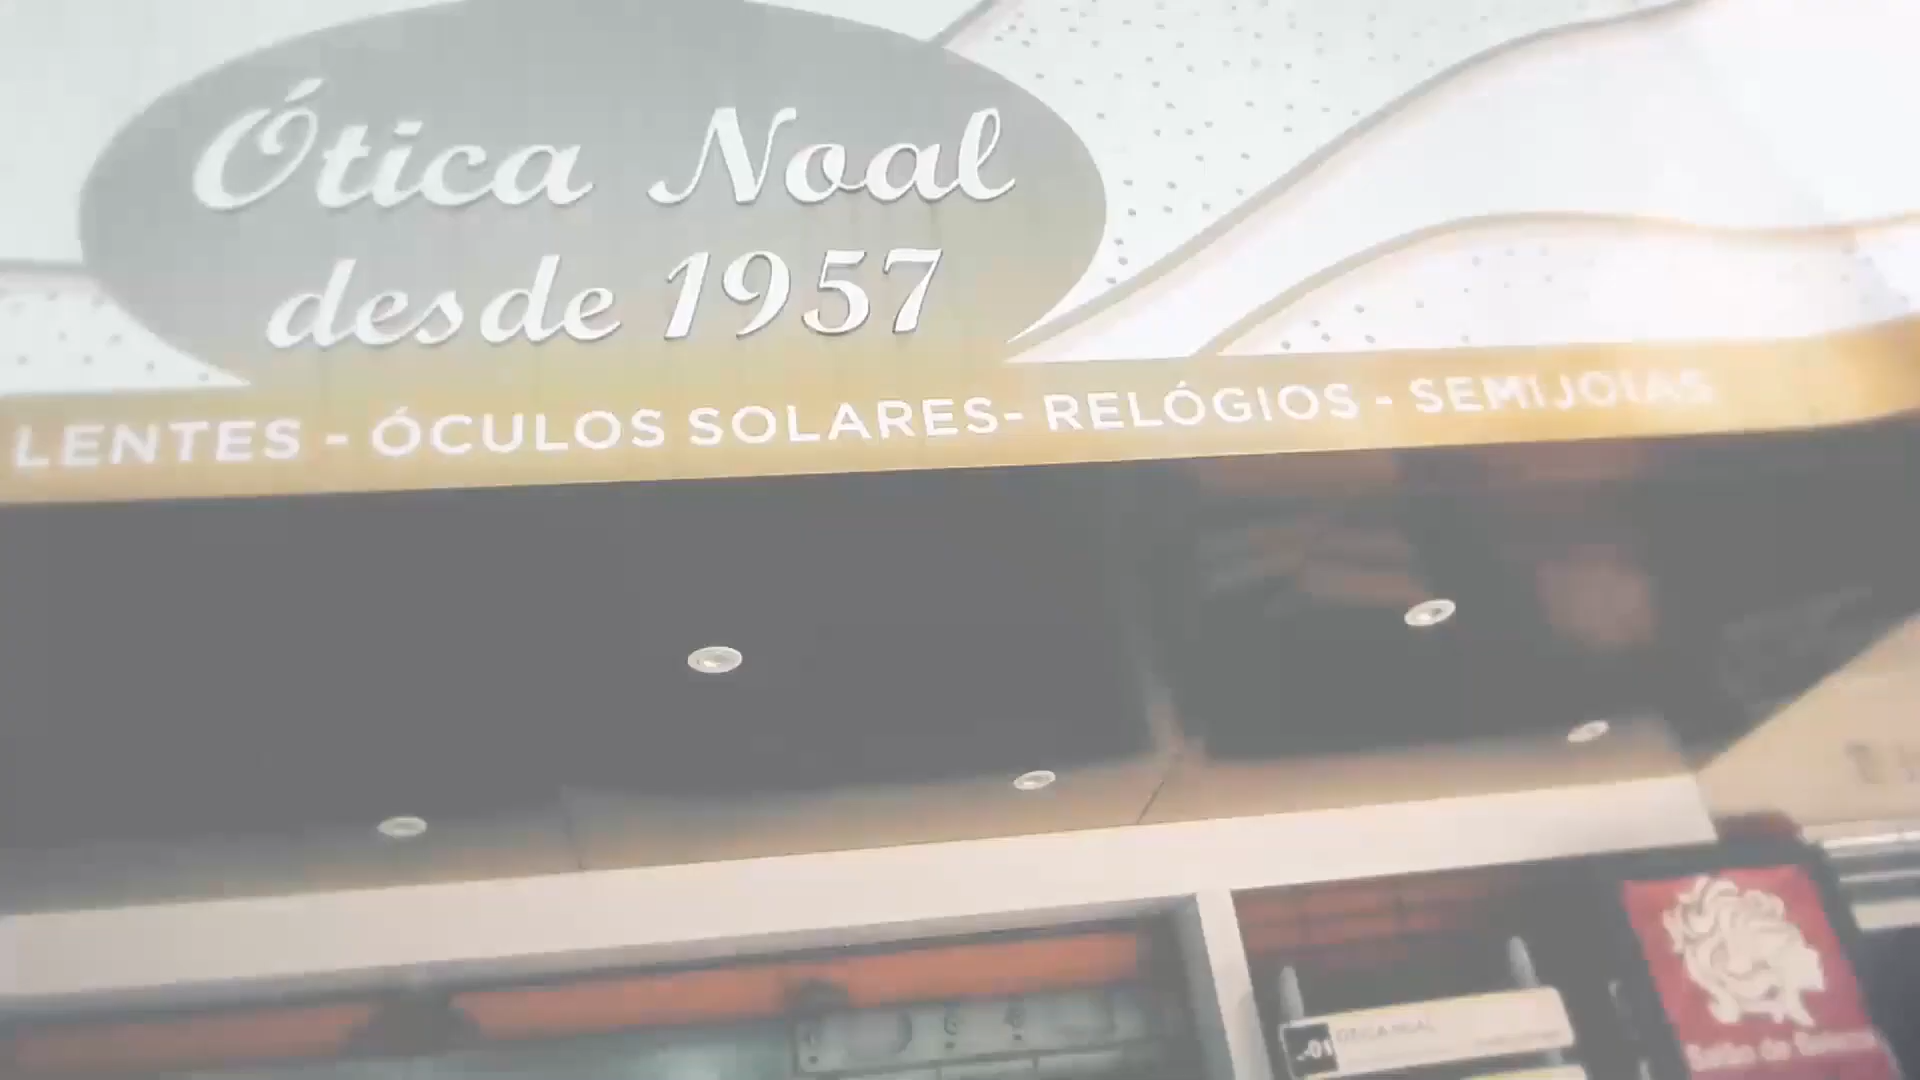 Ótica Noal
desde 1957
LENTES - ÓCULOS SOLARES- RELÓGIOS - SEMIJOIAS